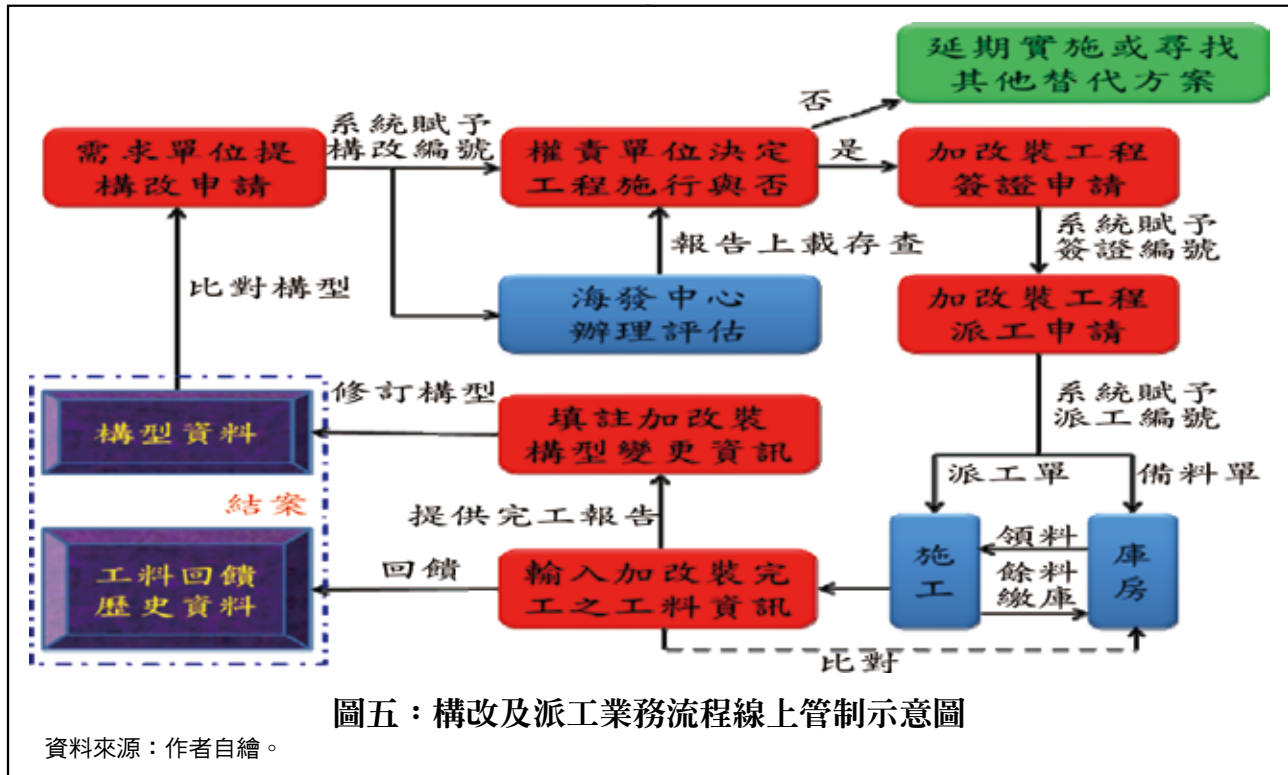 延期實施或尋找
其他替代方案
否
需求單位提
構改申請
系統賦予
構改編號
權責單位決定
工程施行與否
是
加改裝工程
簽證申請
報告上載存查
系統賦予
簽證編號
比對構型
海發中心
辦理評估
加改裝工程
派工申請
修訂構型
構型資料
填註加改裝
構型變更資訊
系統賦予
派工編號
派工單
備料單
結案
提供完工報告
工料回饋
歷史資料
回饋
輸入加改裝完
工之工料資訊
施
工
領料
餘料
繳庫
庫
房
比對
圖五：構改及派工業務流程線上管制示意圖
資料來源：作者自繪。